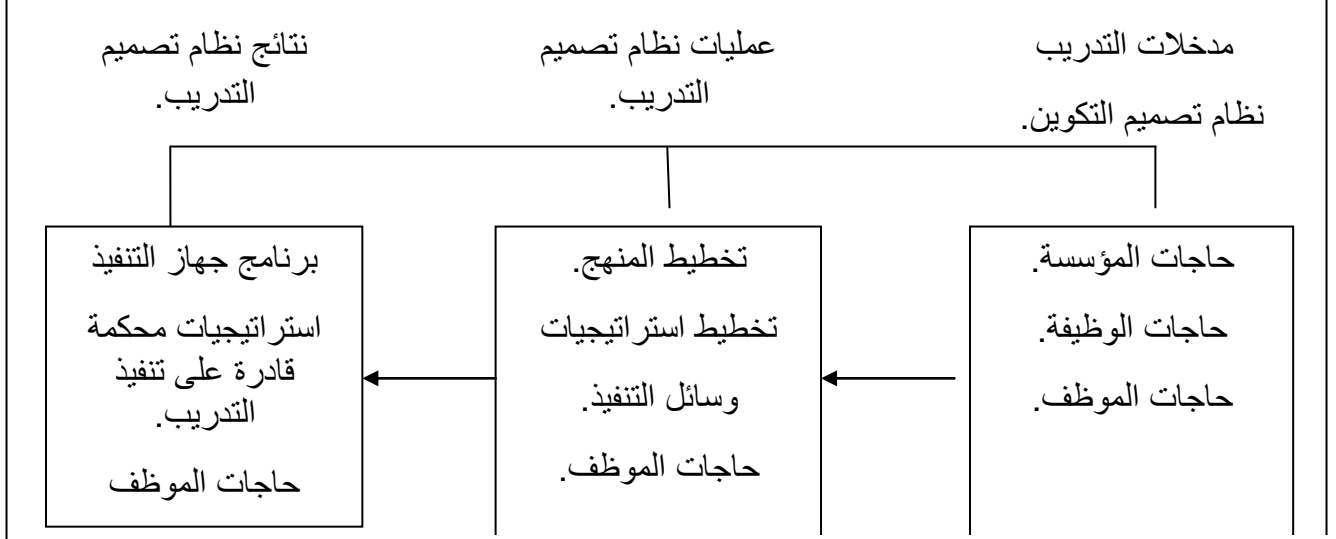 مدخلات التدريب
نظام تصميم التكوين.
عمليات نظام تصميم
التدريب.
نتائج نظام تصميم
التدريب.
حاجات المؤسسة.
حاجات الوظيفة.
حاجات الموظف.
تخطيط المنهج.
تخطيط استراتيجيات
وسائل التنفيذ.
حاجات الموظف.
برنامج جهاز التنفيذ
استراتيجيات محكمة
قادرة على تنفيذ
التدريب.
حاجات الموظف